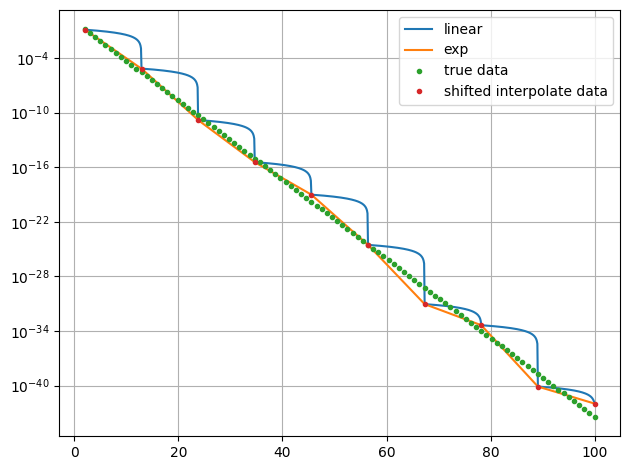 linear
exp
true data
shifted interpolate data
10⁻⁴
10⁻¹⁰
10⁻¹⁶
10⁻²²
10⁻²⁸
10⁻³⁴
10⁻⁴⁰
0 20 40 60 80 100